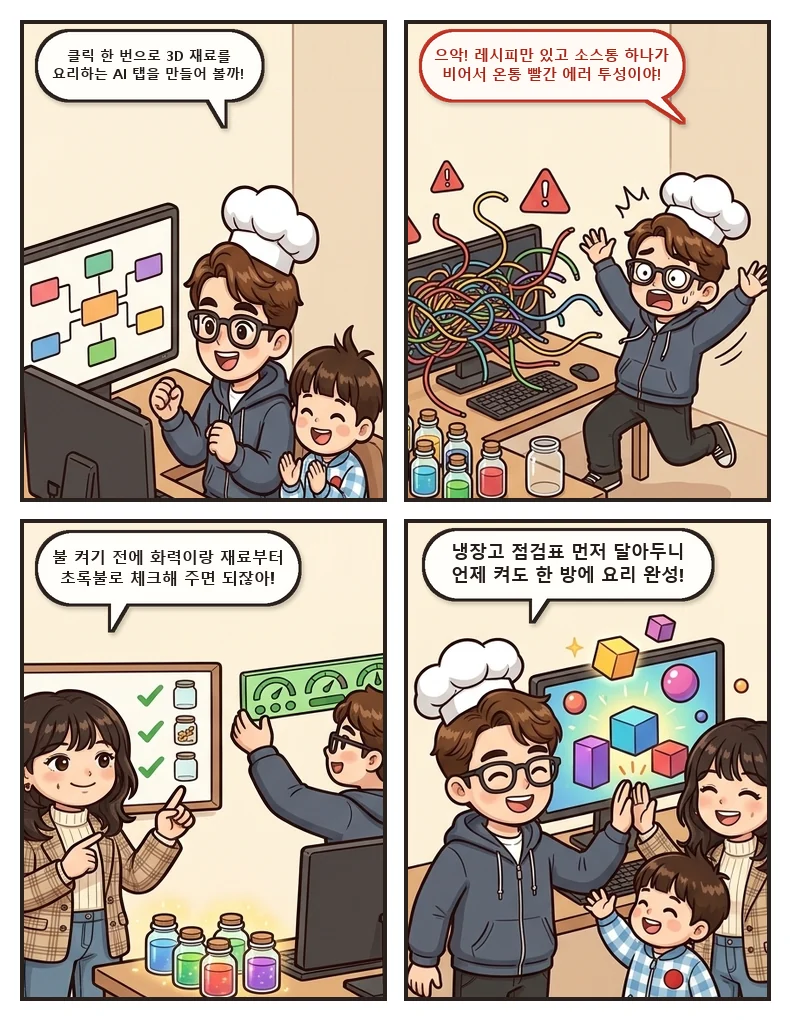 클릭 한 번으로 3D 재료를
요리하는 AI 탭을 만들어 볼까!
으악! 레시피만 있고 소스통 하나가
비어서 온통 빨간 에러 투성이야!
불 켜기 전에 화력이랑 재료부터
초록불로 체크해 주면 되잖아!
냉장고 점검표 먼저 달아두니
언제 켜도 한 방에 요리 완성!